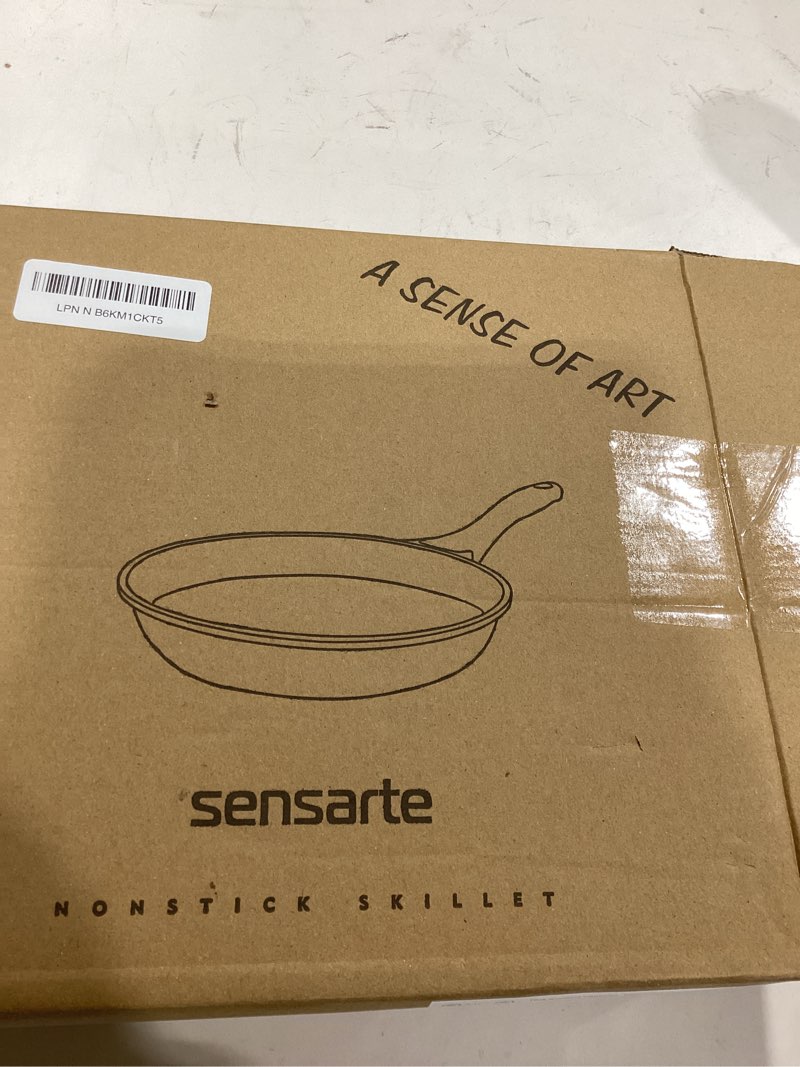 LPN N B6KM1CKT5
A SENSE OF ART
sensarte
NONSTICK SKILLET